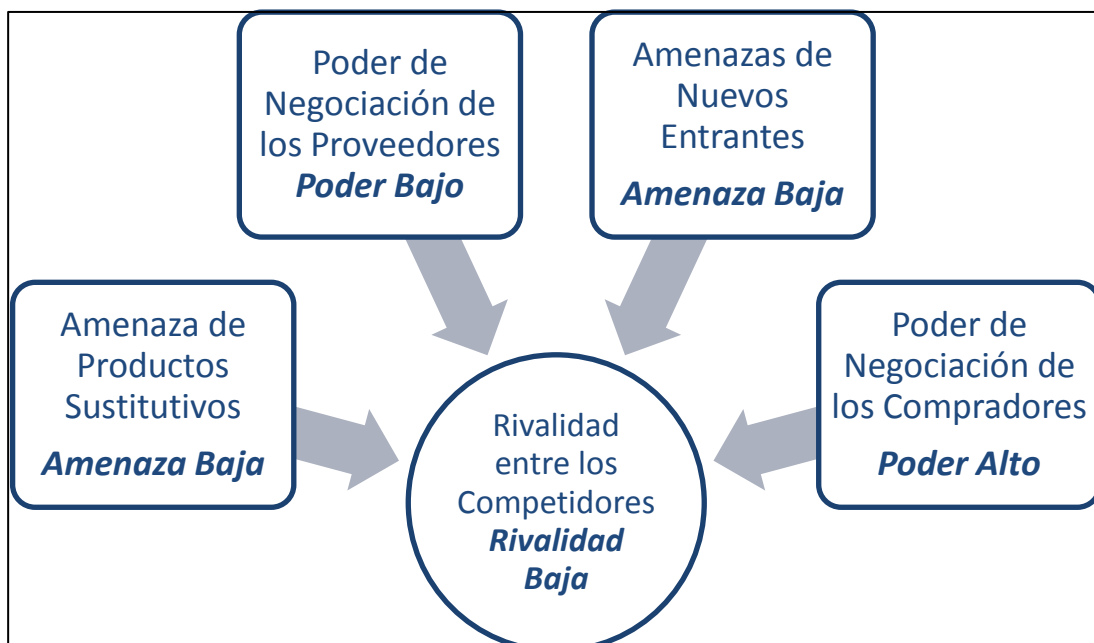 Poder de
Negociación de
los Proveedores
Poder Bajo
Amenazas de
Nuevos
Entrantes
Amenaza Baja
Amenaza de
Productos
Sustitutivos
Amenaza Baja
Rivalidad
entre los
Competidores
Rivalidad
Baja
Poder de
Negociación de
los Compradores
Poder Alto